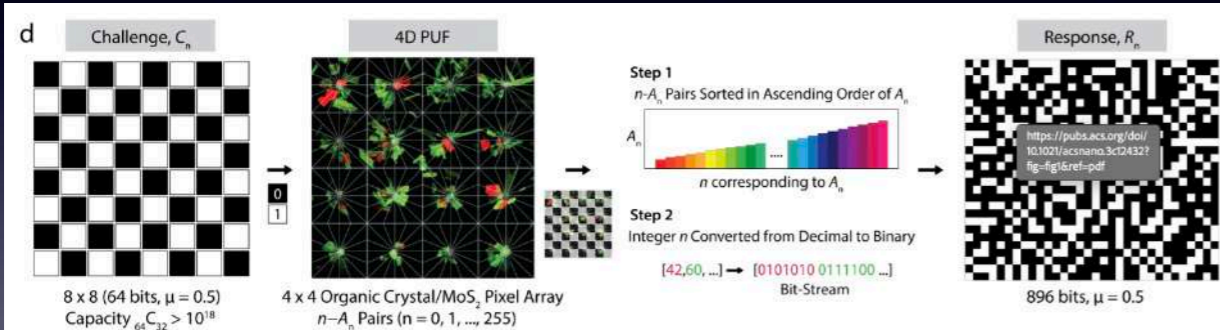 d
Challenge, Cₙ
4D PUF
Response, Rₙ
0
1
8 x 8 (64 bits, μ = 0.5)
Capacity ₆₄C₃₂ > 10¹⁸
4 x 4 Organic Crystal/MoS₂ Pixel Array
n–Aₙ Pairs (n = 0, 1, ..., 255)
Step 1
n-Aₙ Pairs Sorted in Ascending Order of Aₙ
Aₙ
....
n corresponding to Aₙ
Step 2
Integer n Converted from Decimal to Binary
[42,60, ...] → [0101010 0111100 ...]
Bit-Stream
https://pubs.acs.org/doi/
10.1021/acsnano.3c12432?
fig=fig1&ref=pdf
896 bits, μ = 0.5